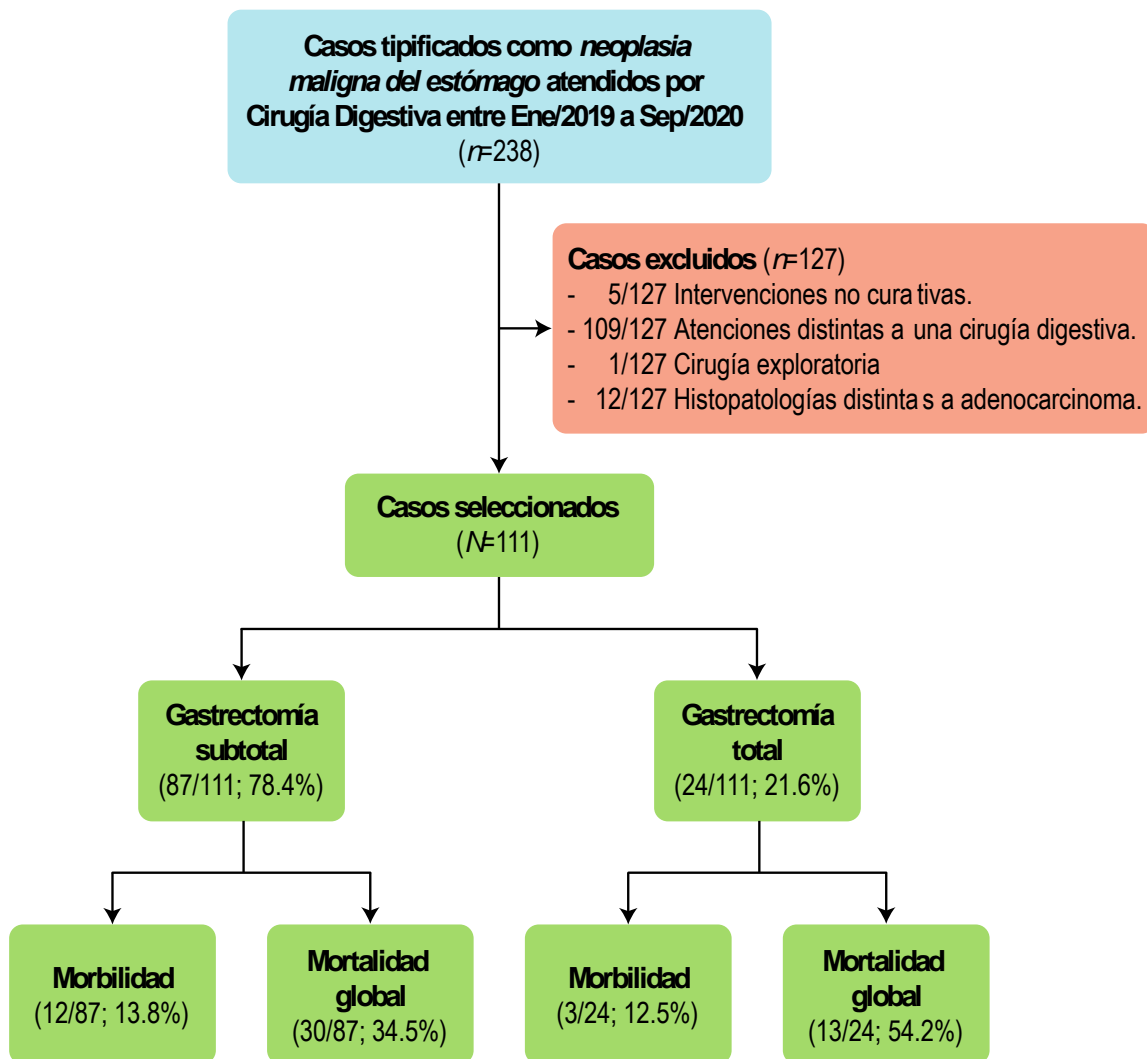 Casos tipificados como neoplasia
maligna del estómago atendidos por
Cirugía Digestiva entre Ene/2019 a Sep/2020
(n=238)
Casos excluidos (n=127)
- 5/127 Intervenciones no curativas.
- 109/127 Atenciones distintas a una cirugía digestiva.
- 1/127 Cirugía exploratoria
- 12/127 Histopatologías distintas a adenocarcinoma.
Casos seleccionados
(N=111)
Gastrectomía
subtotal
(87/111; 78.4%)
Gastrectomía
total
(24/111; 21.6%)
Morbilidad
(12/87; 13.8%)
Mortalidad
global
(30/87; 34.5%)
Morbilidad
(3/24; 12.5%)
Mortalidad
global
(13/24; 54.2%)